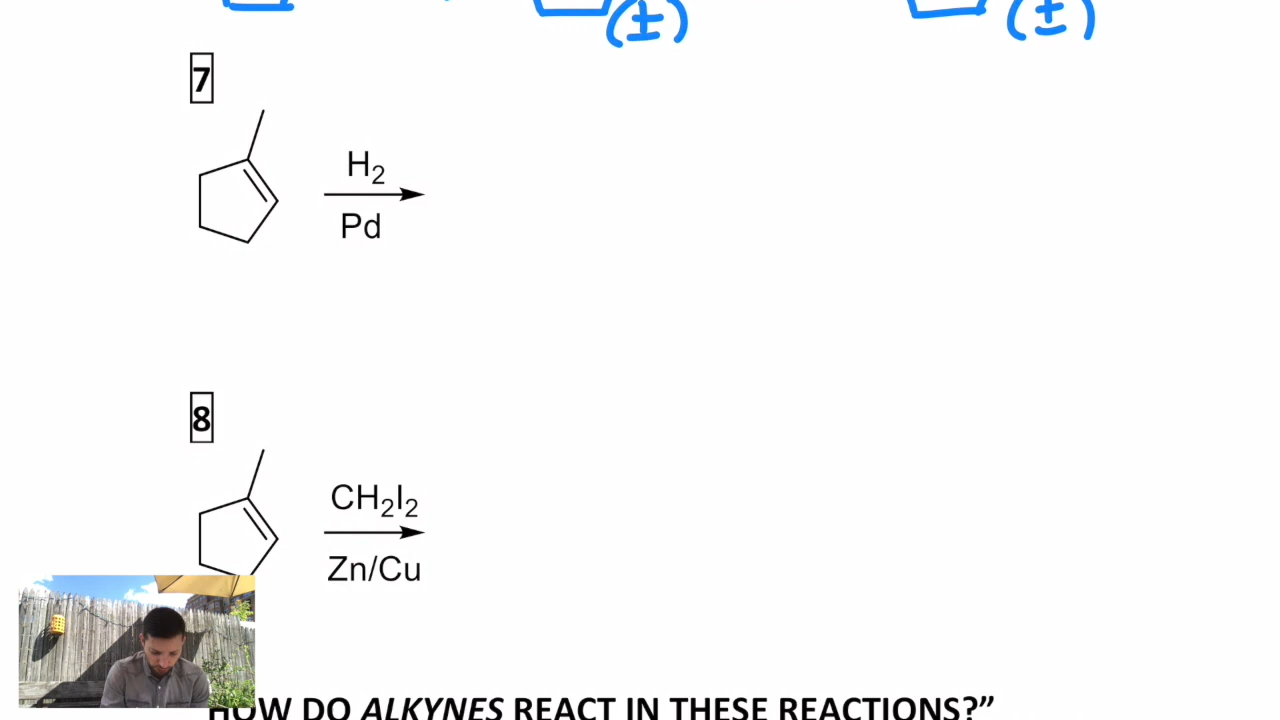 (±) (±)
7
H₂
Pd
8
CH₂I₂
Zn/Cu
HOW DO ALKYNES REACT IN THESE REACTIONS?”